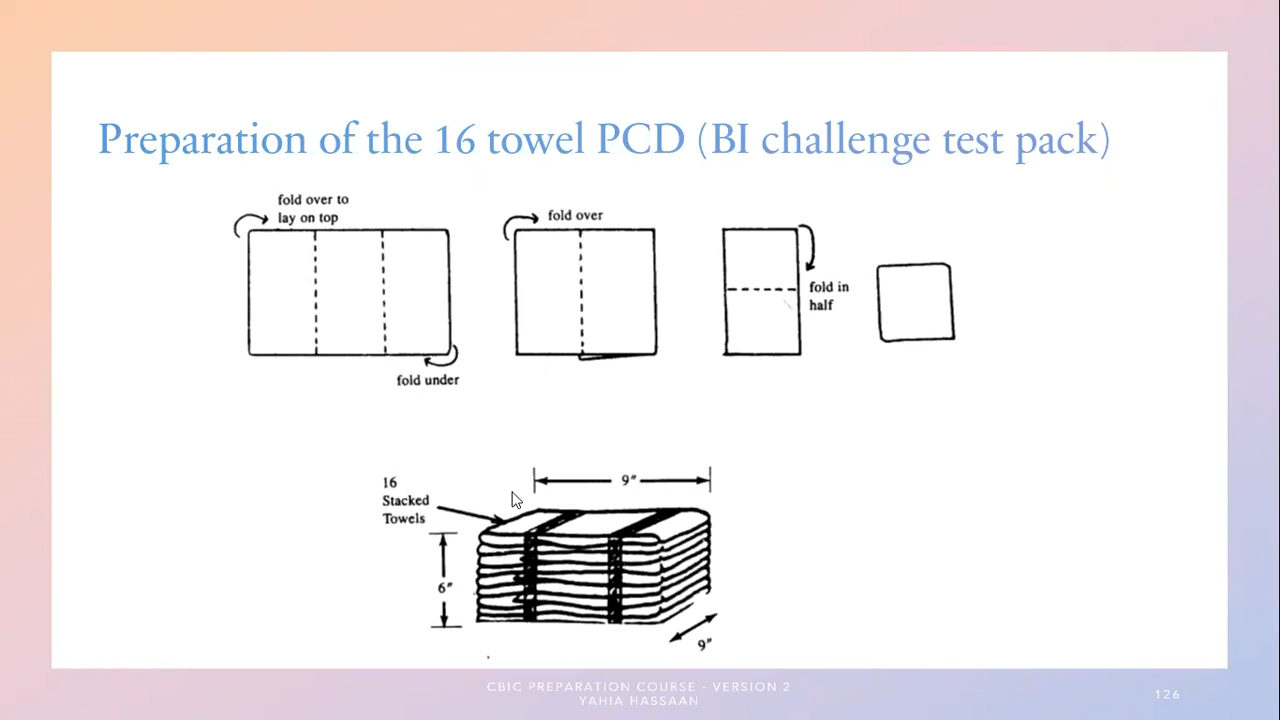 Preparation of the 16 towel PCD (BI challenge test pack)
fold over to
lay on top
fold under
fold over
fold in
half
16
Stacked
Towels
9"
6"
9"
CBIC PREPARATION COURSE - VERSION 2
YAHIA HASSAAN
126